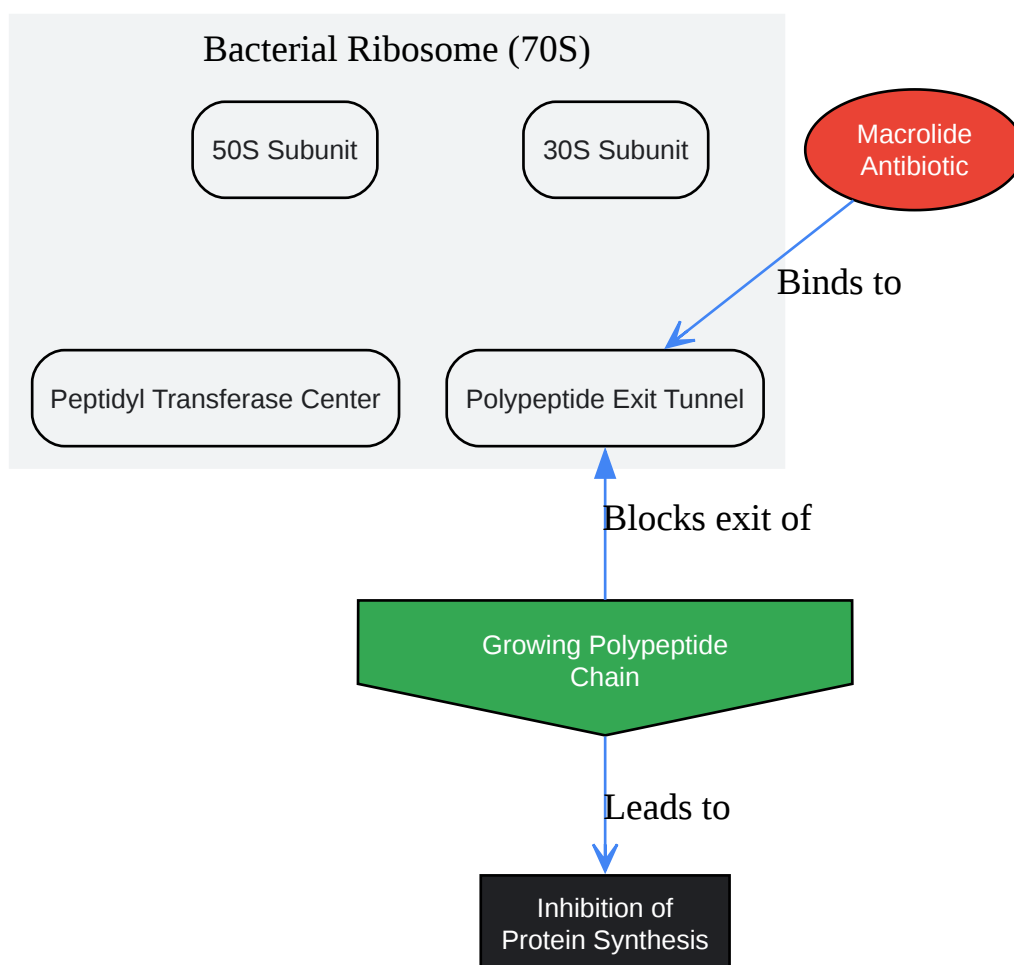 Bacterial Ribosome (70S)
50S Subunit
30S Subunit
Macrolide
Antibiotic
Binds to
Peptidyl Transferase Center
Polypeptide Exit Tunnel
Blocks exit of
Growing Polypeptide
Chain
Leads to
Inhibition of
Protein Synthesis